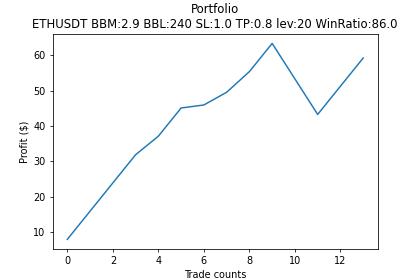 Portfolio
ETHUSDT BBM:2.9 BBL:240 SL:1.0 TP:0.8 lev:20 WinRatio:86.0
60
50
40
30
20
10
Profit ($)
0 2 4 6 8 10 12
Trade counts